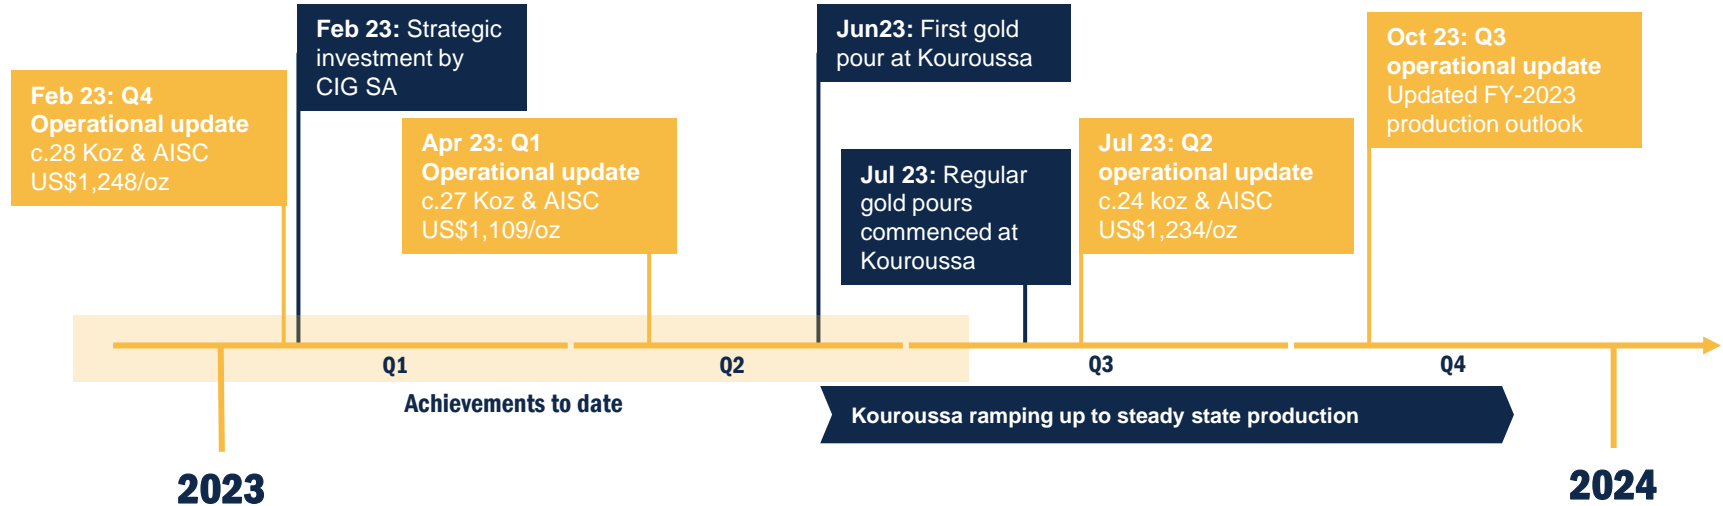 Feb 23: Q4
Operational update
c.28 Koz & AISC
US$1,248/oz
Feb 23: Strategic
investment by
CIG SA
Apr 23: Q1
Operational update
c.27 Koz & AISC
US$1,109/oz
Jun23: First gold
pour at Kouroussa
Jul 23: Regular
gold pours
commenced at
Kouroussa
Jul 23: Q2
operational update
c.24 koz & AISC
US$1,234/oz
Oct 23: Q3
operational update
Updated FY-2023
production outlook
Q1
Q2
Q3
Q4
Achievements to date
Kouroussa ramping up to steady state production
2023
2024